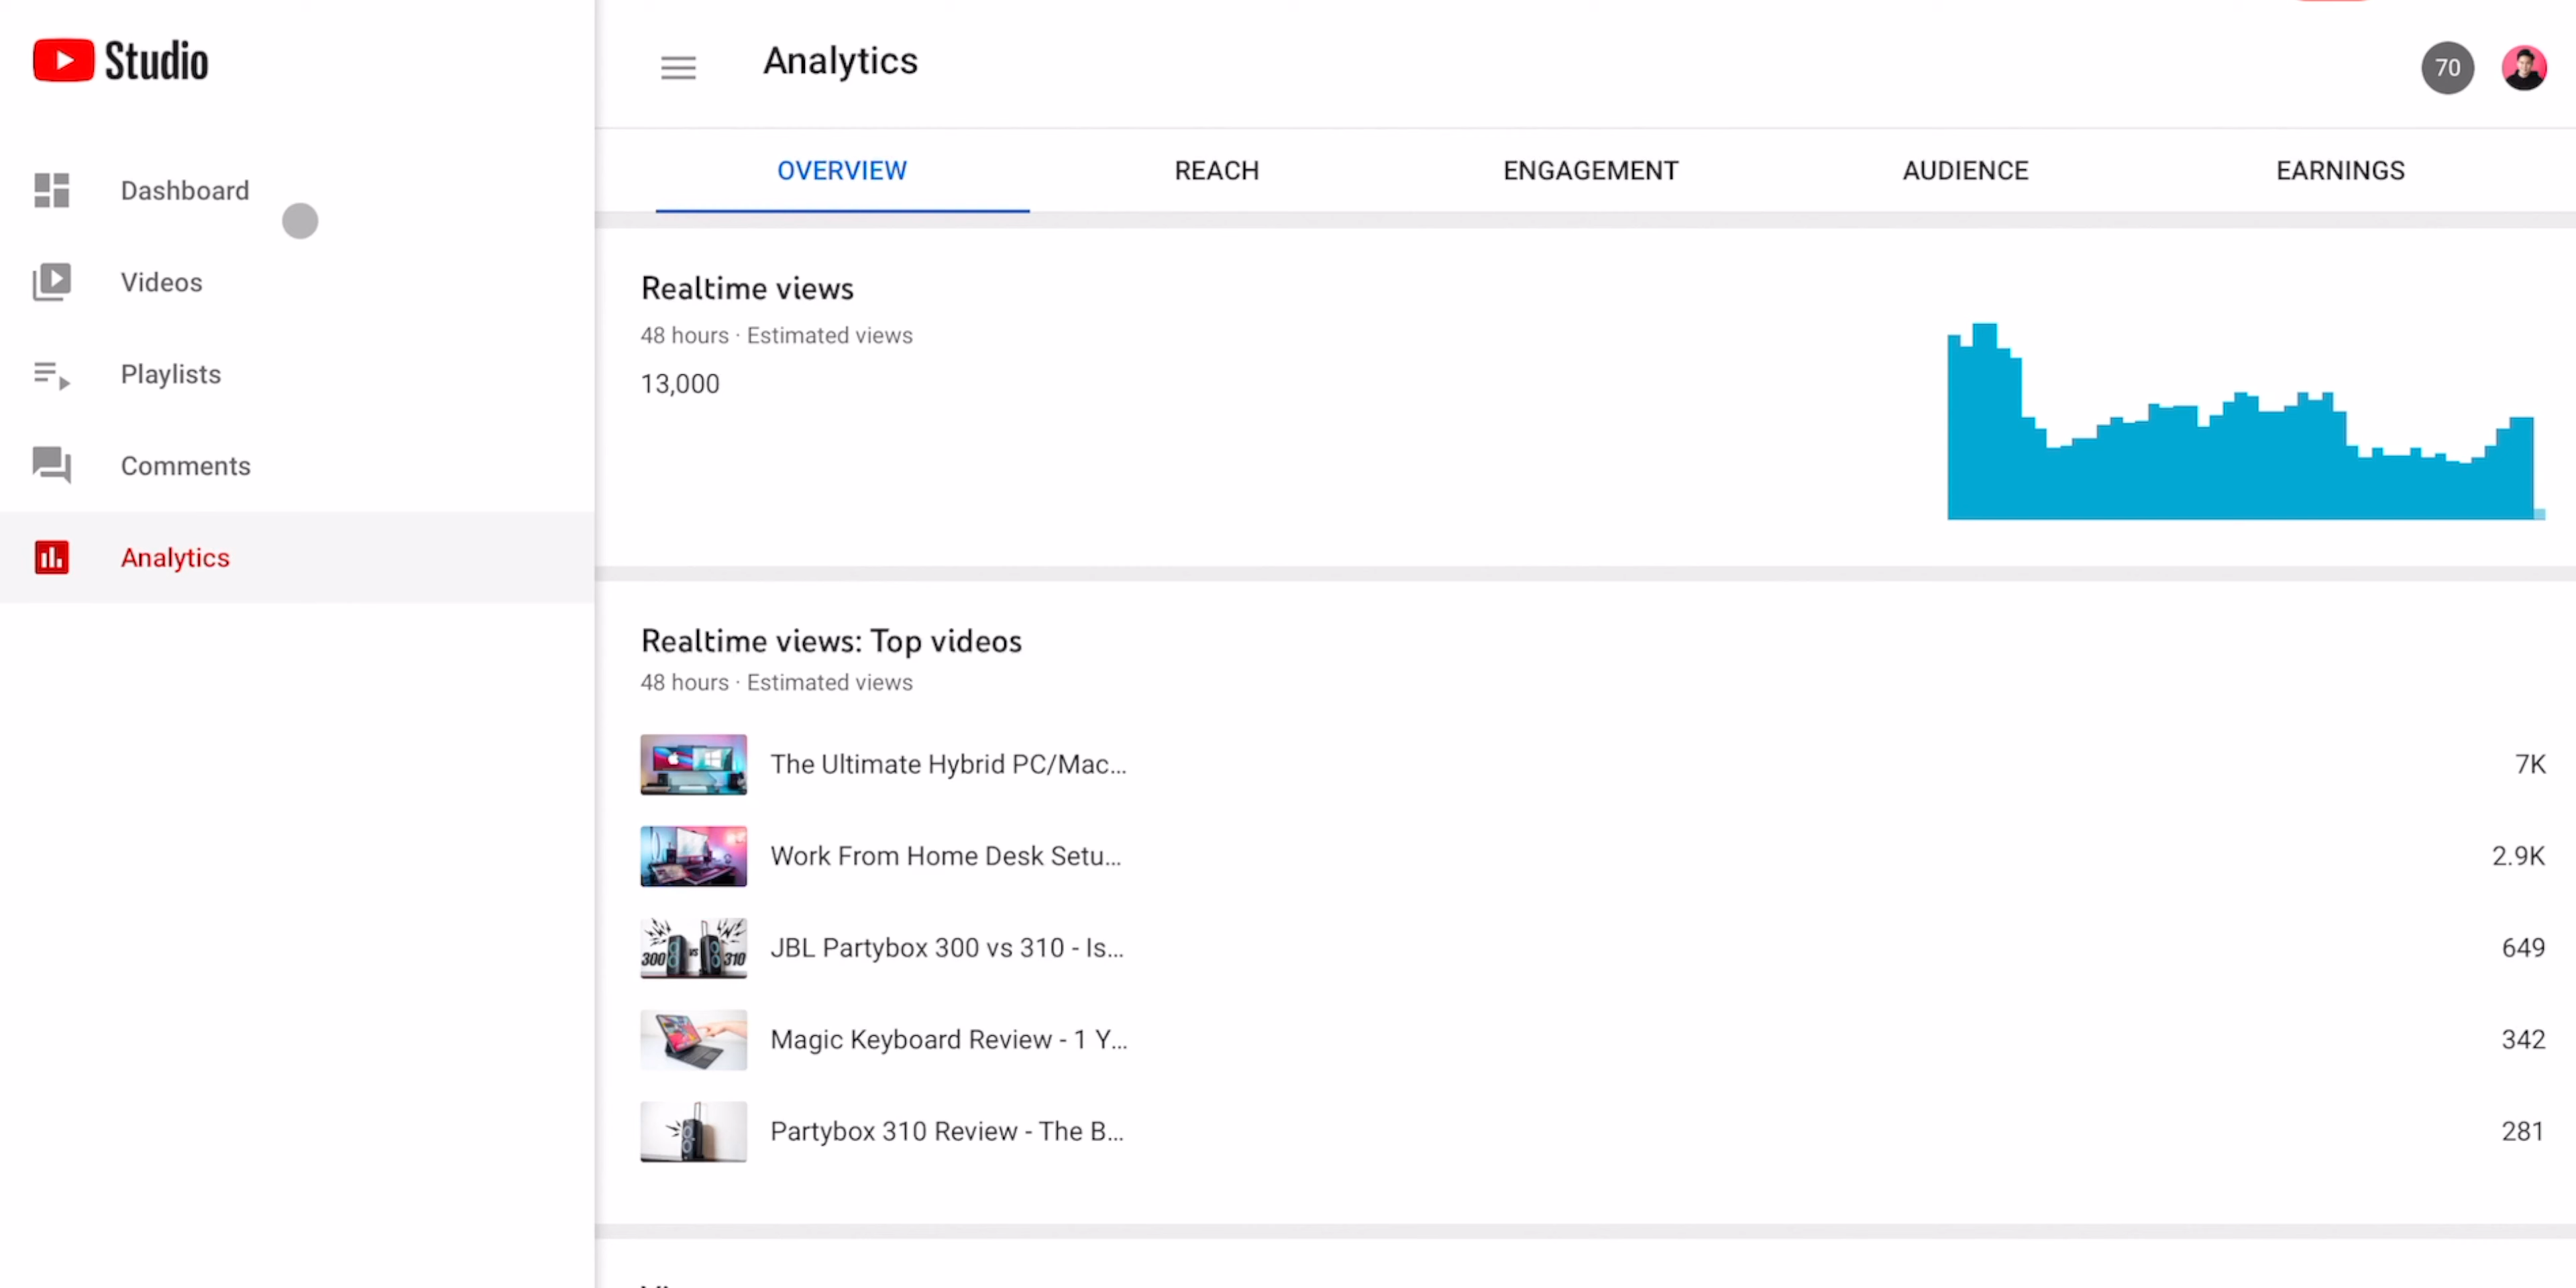 Studio
Dashboard
Videos
Playlists
Comments
Analytics
Analytics
70
OVERVIEW
REACH
ENGAGEMENT
AUDIENCE
EARNINGS
Realtime views
48 hours · Estimated views
13,000
Realtime views: Top videos
48 hours · Estimated views
The Ultimate Hybrid PC/Mac...
7K
Work From Home Desk Setu...
2.9K
300 vs 310
JBL Partybox 300 vs 310 - Is...
649
Magic Keyboard Review - 1 Y...
342
Partybox 310 Review - The B...
281